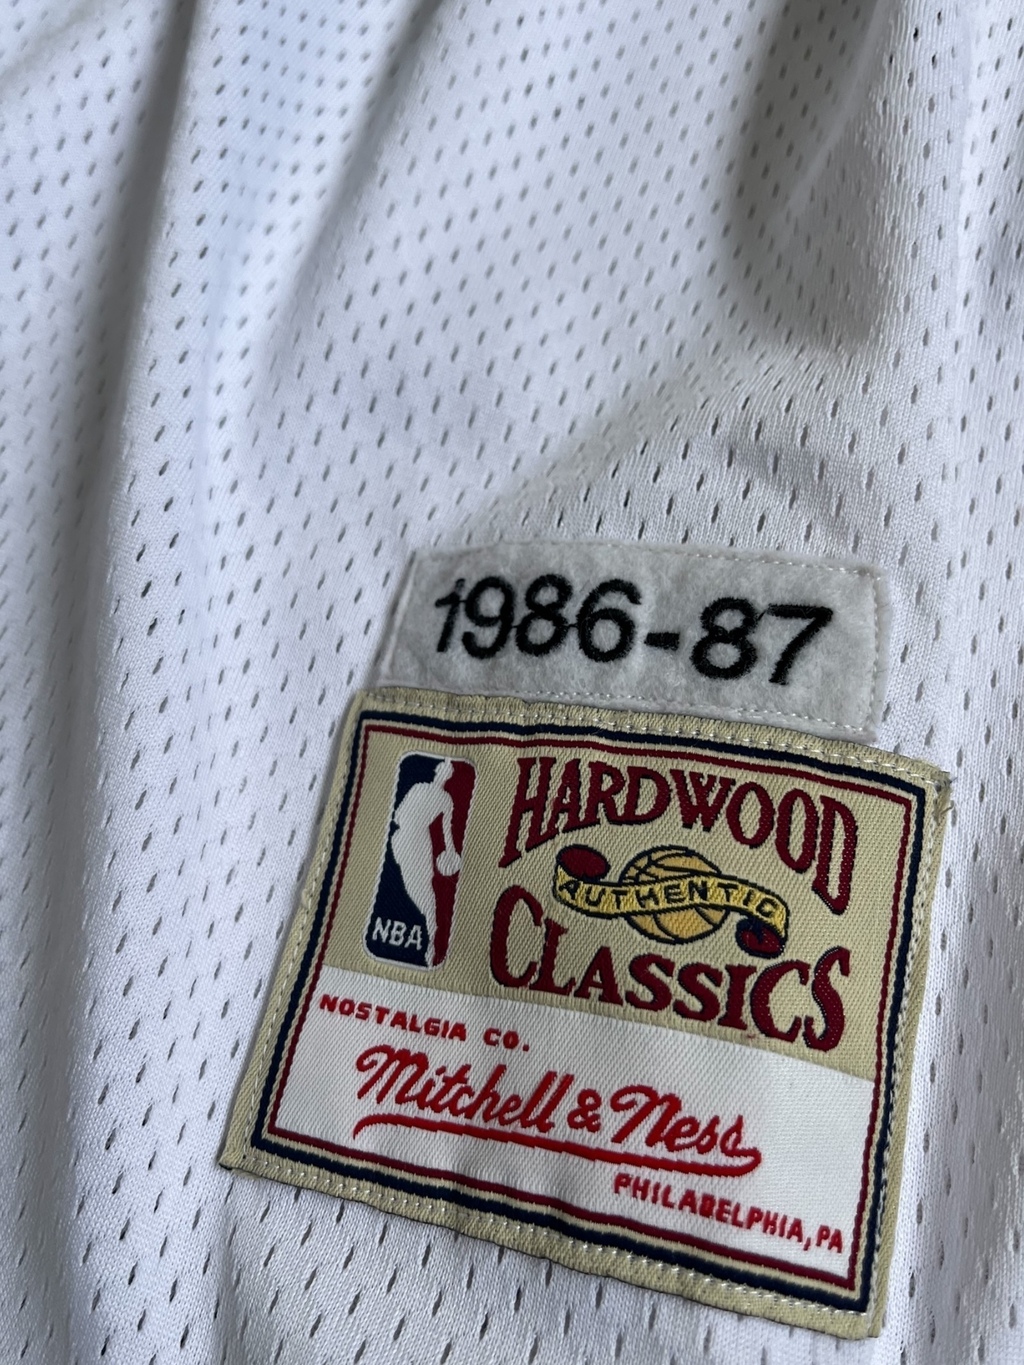 1986-87
NBA
HARDWOOD
AUTHENTIC
CLASSICS
NOSTALGIA CO.
Mitchell & Ness
PHILADELPHIA, PA